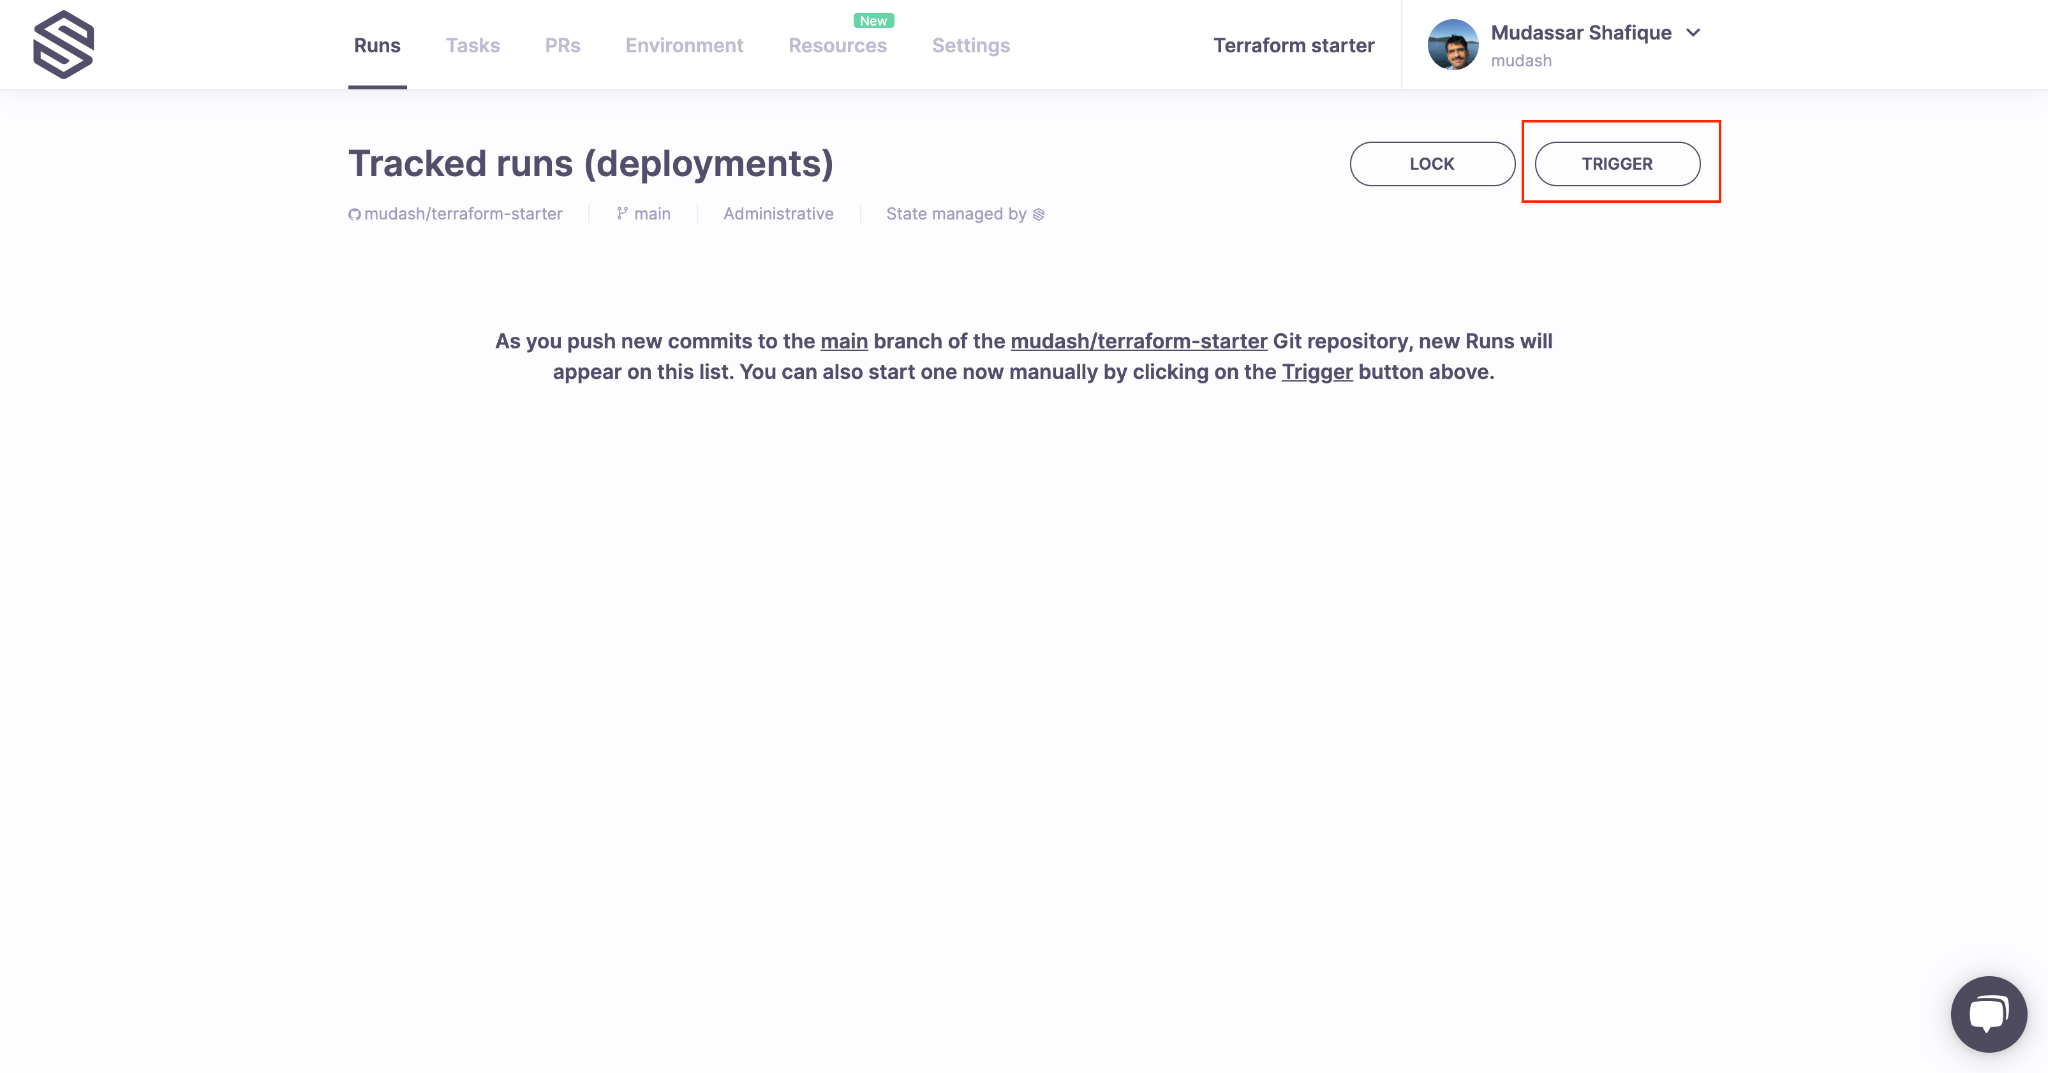 New
Runs Tasks PRs Environment Resources Settings Terraform starter Mudassar Shafique
mudash
Tracked runs (deployments) LOCK TRIGGER
mudash/terraform-starter main Administrative State managed by
As you push new commits to the main branch of the mudash/terraform-starter Git repository, new Runs will
appear on this list. You can also start one now manually by clicking on the Trigger button above.